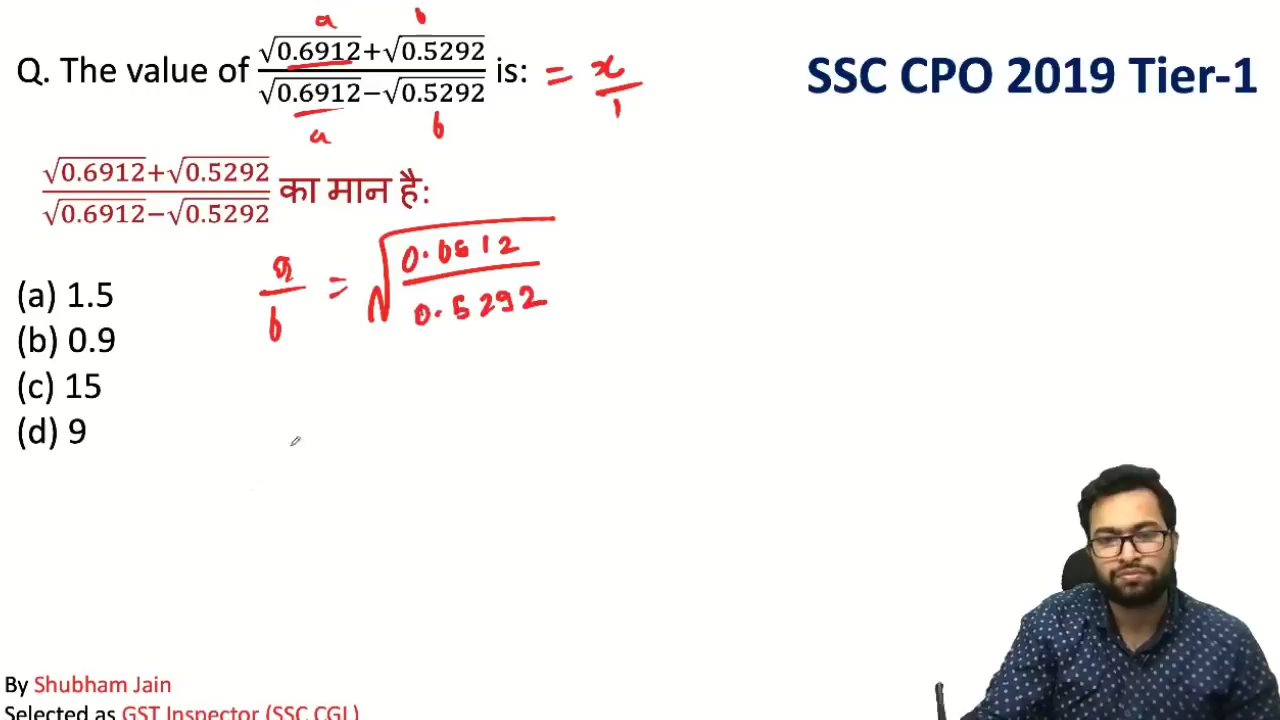 a b
Q. The value of (√0.6912+√0.5292)/(√0.6912−√0.5292) is: = x/1
a b
SSC CPO 2019 Tier-1
(√0.6912+√0.5292)/(√0.6912−√0.5292) का मान है:
a/b = √(0.6912/0.5292)
(a) 1.5
(b) 0.9
(c) 15
(d) 9
By Shubham Jain
Selected as GST Inspector (SSC CGL)